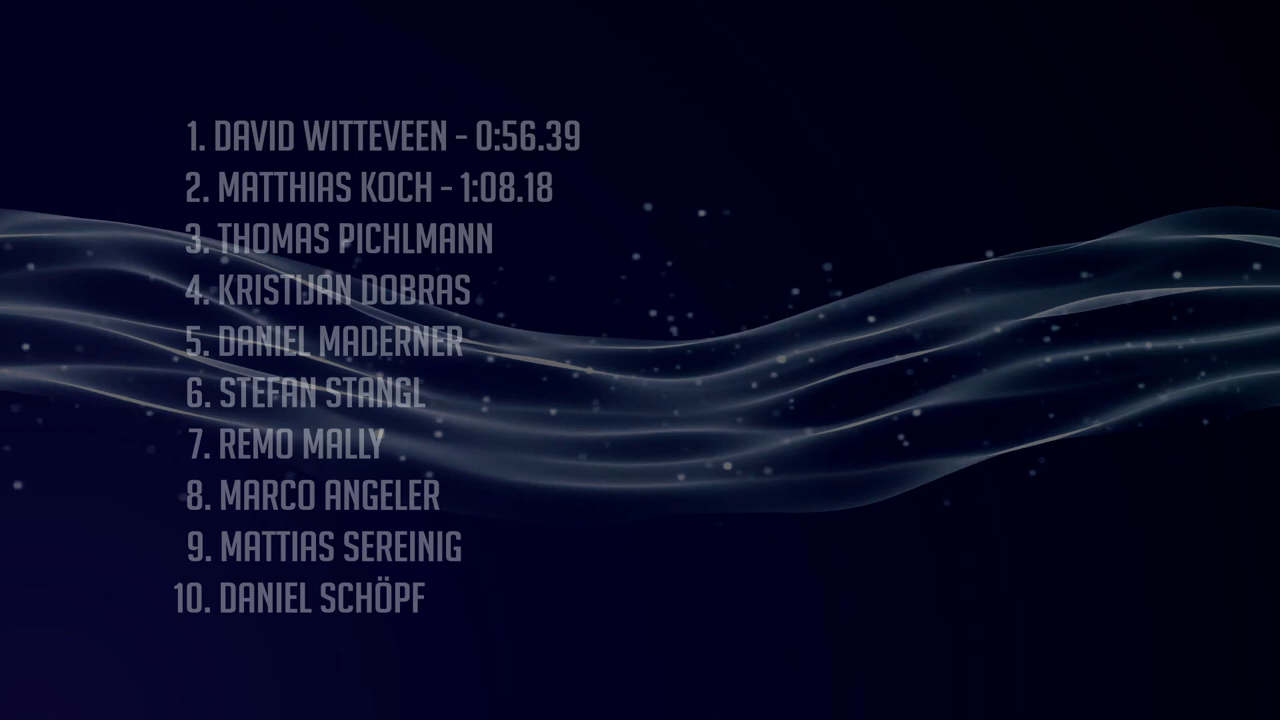 1. DAVID WITTEVEEN - 0:56.39
2. MATTHIAS KOCH - 1:08.18
3. THOMAS PICHLMANN
4. KRISTIJAN DOBRAS
5. DANIEL MADERNER
6. STEFAN STANGL
7. REMO MALLY
8. MARCO ANGELER
9. MATTIAS SEREINIG
10. DANIEL SCHÖPF